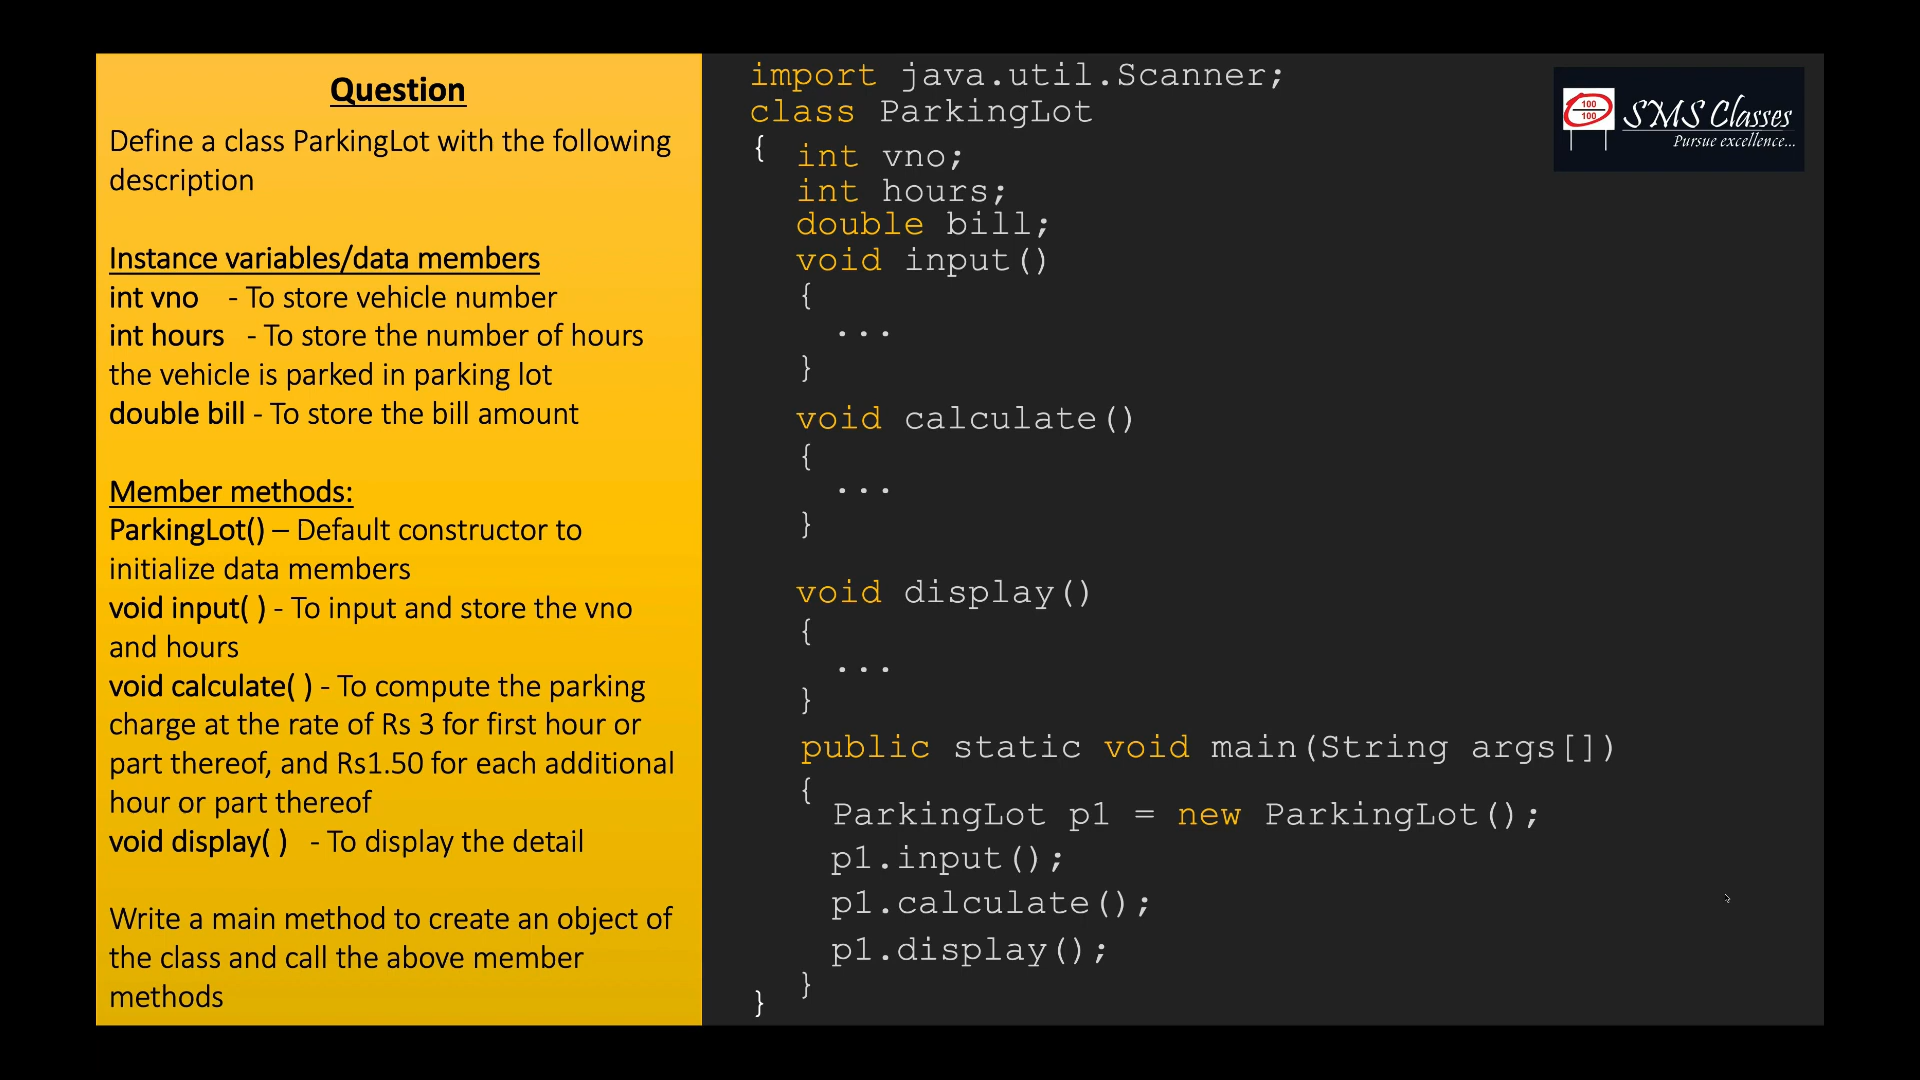 Question
Define a class ParkingLot with the following
description
Instance variables/data members
int vno - To store vehicle number
int hours - To store the number of hours
the vehicle is parked in parking lot
double bill - To store the bill amount
Member methods:
ParkingLot() – Default constructor to
initialize data members
void input( ) - To input and store the vno
and hours
void calculate( ) - To compute the parking
charge at the rate of Rs 3 for first hour or
part thereof, and Rs1.50 for each additional
hour or part thereof
void display( ) - To display the detail
Write a main method to create an object of
the class and call the above member
methods
import java.util.Scanner;
class ParkingLot
{ int vno;
int hours;
double bill;
void input()
{
...
}
void calculate()
{
...
}
void display()
{
...
}
public static void main(String args[])
{
ParkingLot p1 = new ParkingLot();
p1.input();
p1.calculate();
p1.display();
}
}
100
100
SMS Classes
Pursue excellence...